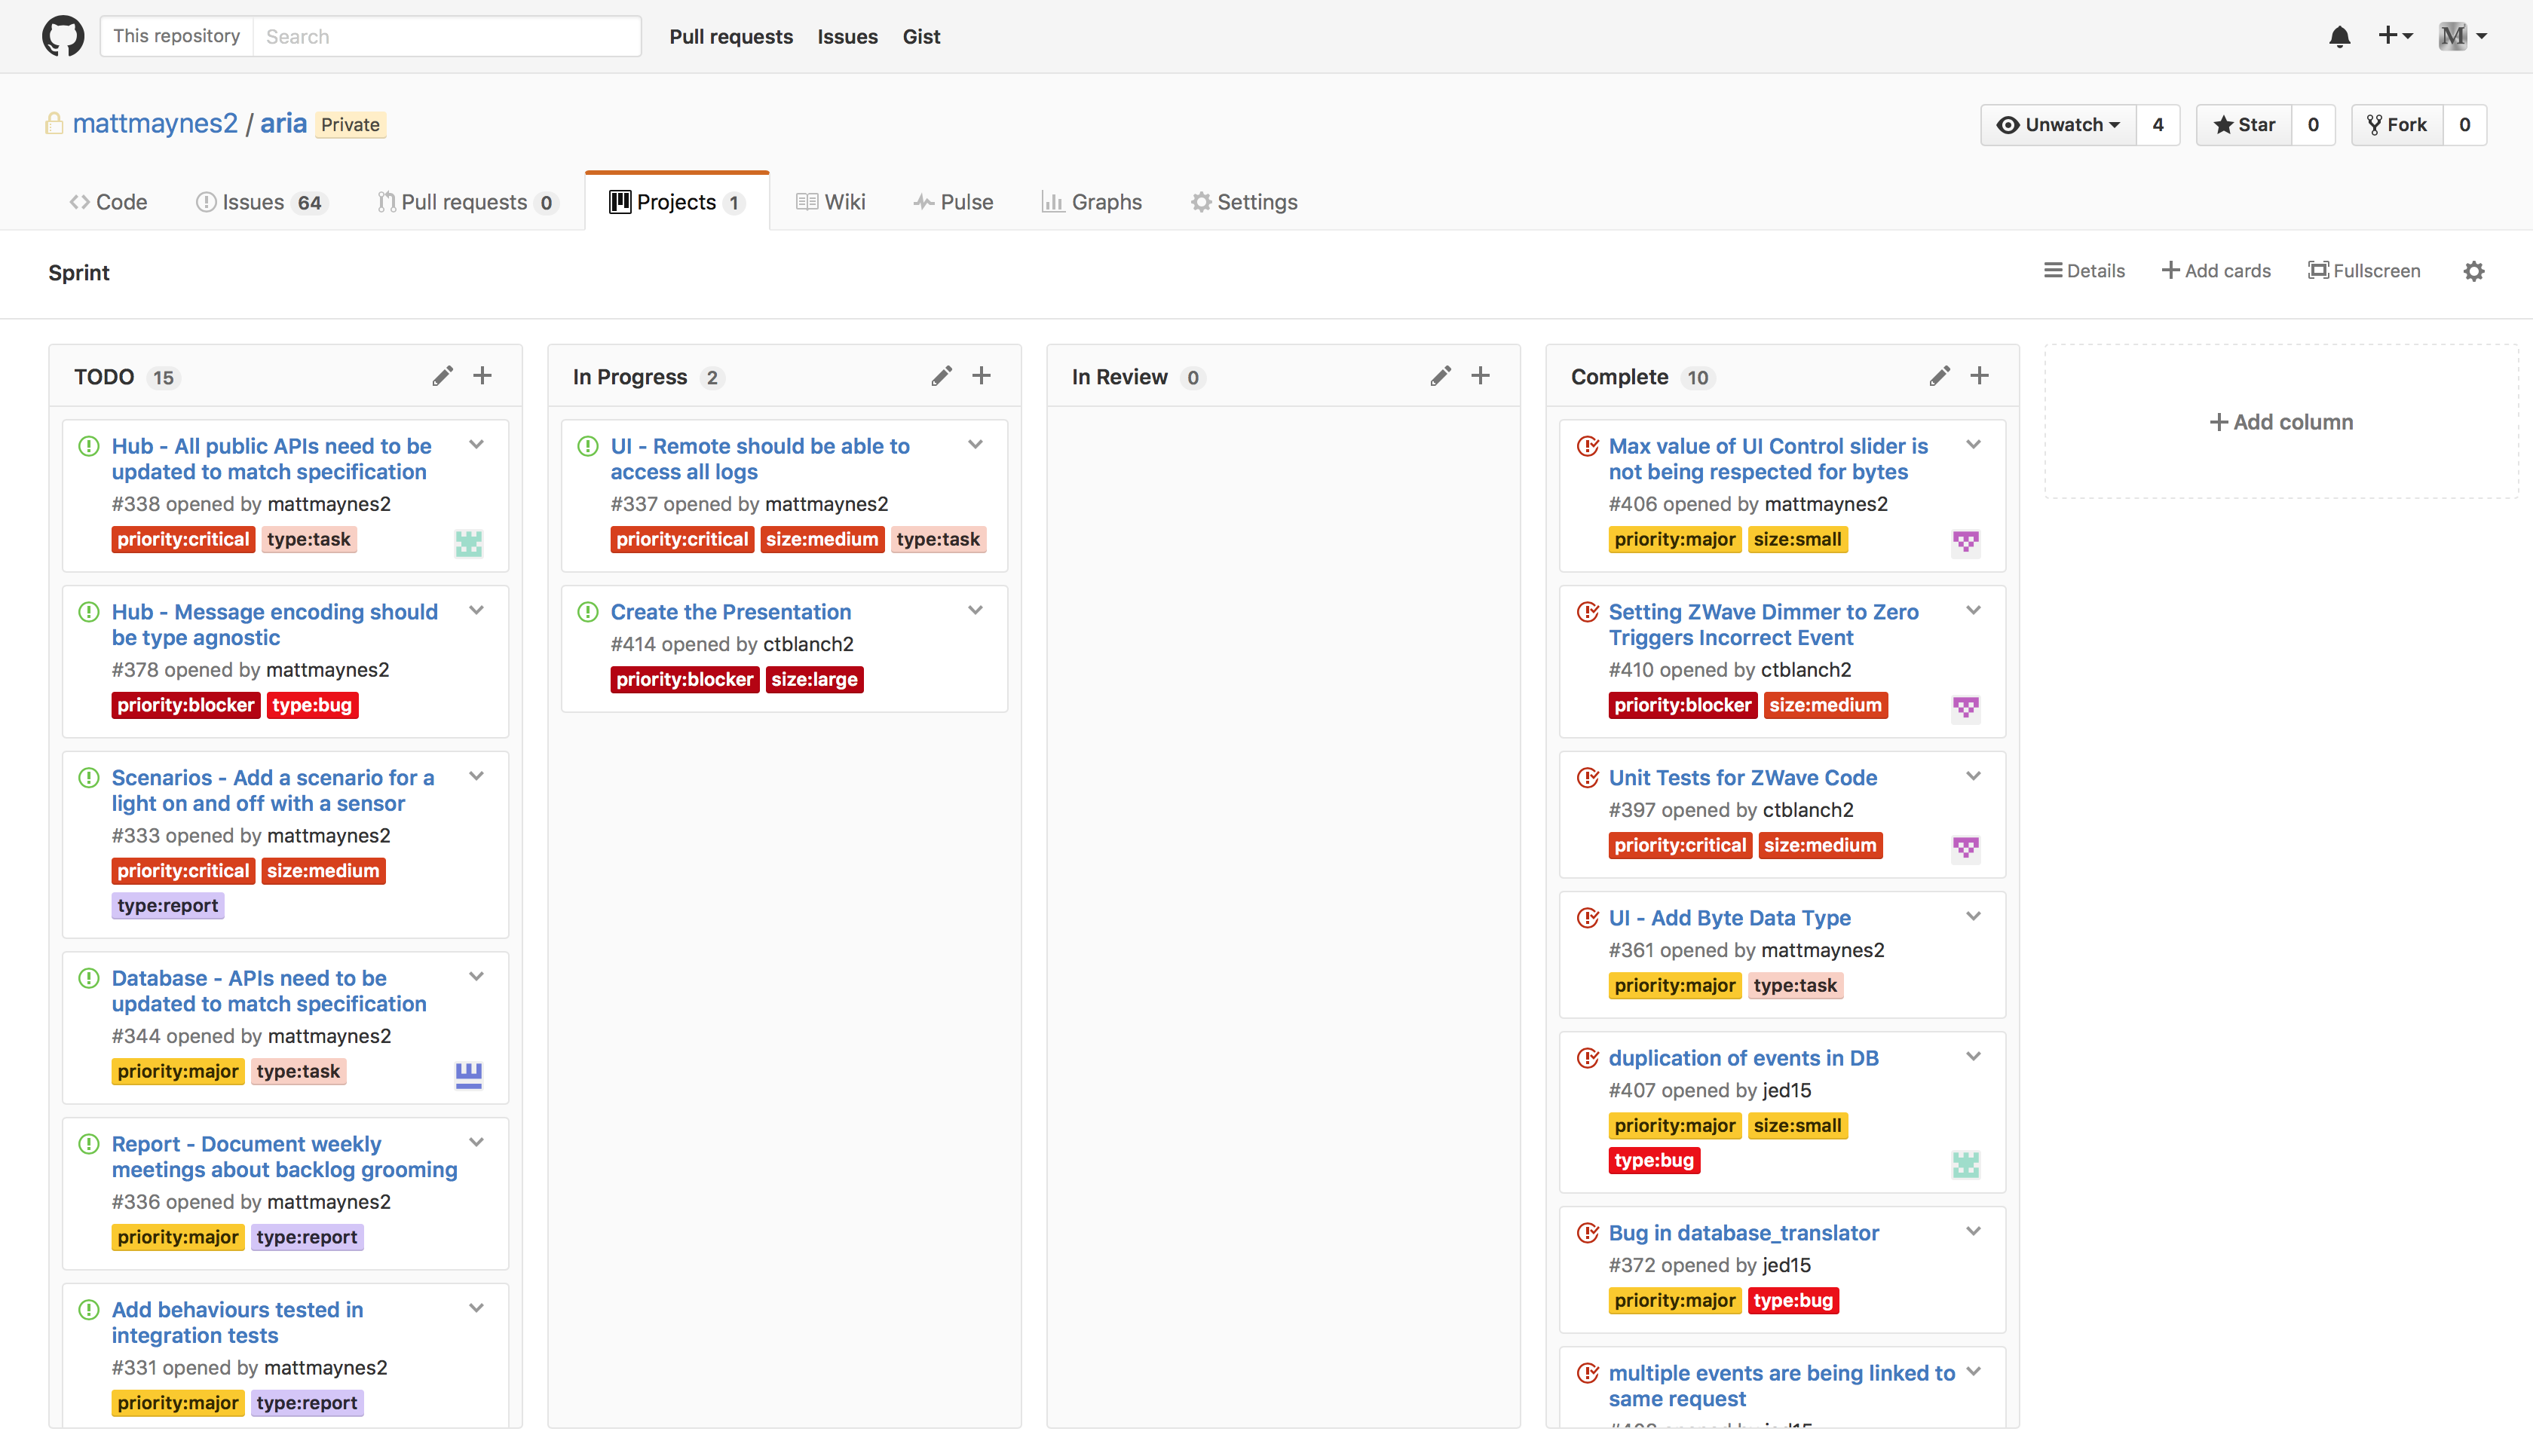 This repository Search Pull requests Issues Gist
M
mattmaynes2 / aria Private Unwatch 4 Star 0 Fork 0
Code Issues 64 Pull requests 0 Projects 1 Wiki Pulse Graphs Settings
Sprint Details Add cards Fullscreen
TODO 15
Hub - All public APIs need to be
updated to match specification
#338 opened by mattmaynes2
priority:critical type:task
Hub - Message encoding should
be type agnostic
#378 opened by mattmaynes2
priority:blocker type:bug
Scenarios - Add a scenario for a
light on and off with a sensor
#333 opened by mattmaynes2
priority:critical size:medium
type:report
Database - APIs need to be
updated to match specification
#344 opened by mattmaynes2
priority:major type:task
Report - Document weekly
meetings about backlog grooming
#336 opened by mattmaynes2
priority:major type:report
Add behaviours tested in
integration tests
#331 opened by mattmaynes2
priority:major type:report
In Progress 2
UI - Remote should be able to
access all logs
#337 opened by mattmaynes2
priority:critical size:medium type:task
Create the Presentation
#414 opened by ctblanch2
priority:blocker size:large
In Review 0
Complete 10
Max value of UI Control slider is
not being respected for bytes
#406 opened by mattmaynes2
priority:major size:small
Setting ZWave Dimmer to Zero
Triggers Incorrect Event
#410 opened by ctblanch2
priority:blocker size:medium
Unit Tests for ZWave Code
#397 opened by ctblanch2
priority:critical size:medium
UI - Add Byte Data Type
#361 opened by mattmaynes2
priority:major type:task
duplication of events in DB
#407 opened by jed15
priority:major size:small
type:bug
Bug in database_translator
#372 opened by jed15
priority:major type:bug
multiple events are being linked to
same request
opened by jed15
Add column